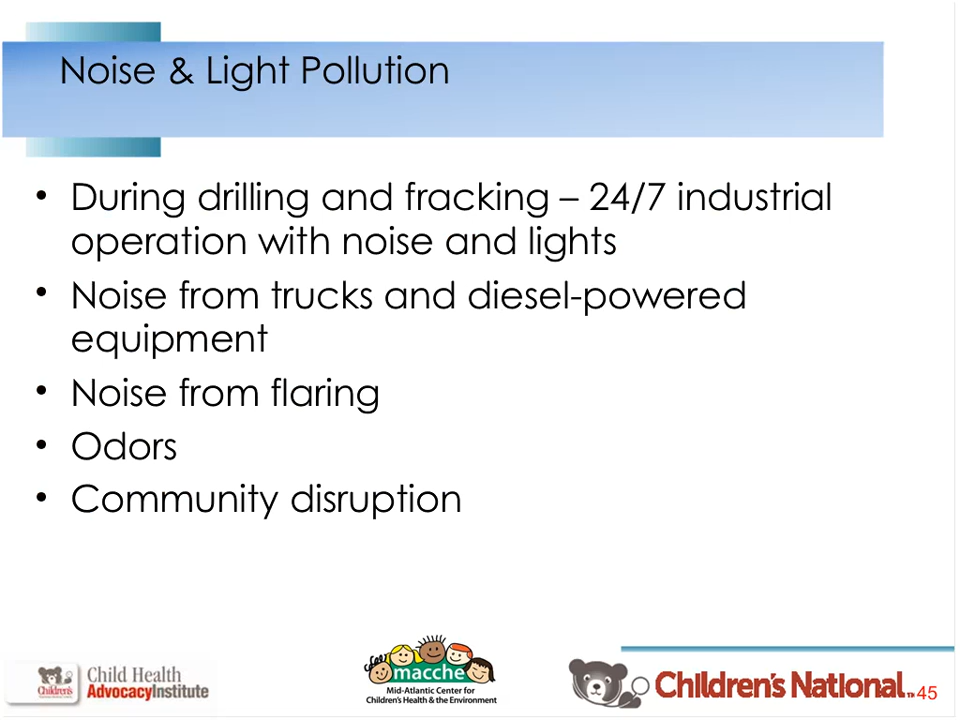 Noise & Light Pollution
• During drilling and fracking – 24/7 industrial
operation with noise and lights
• Noise from trucks and diesel-powered
equipment
• Noise from flaring
• Odors
• Community disruption
Children's
Child Health
AdvocacyInstitute
macche
Mid-Atlantic Center for
Children's Health & the Environment
Children's National™
45